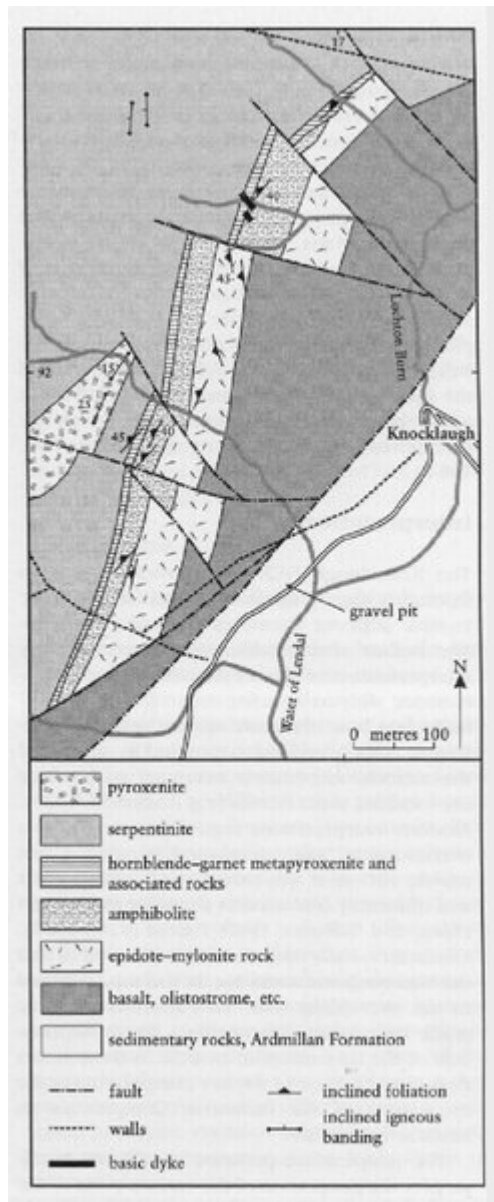 17
40
45
Lochton Burn
92
15
25
45
40
Knocklaugh
gravel pit
Water of Lendal
N
0 metres 100
pyroxenite
serpentinite
hornblende–garnet metapyroxenite and
associated rocks
amphibolite
epidote–mylonite rock
basalt, olistostrome, etc.
sedimentary rocks, Ardmillan Formation
fault
inclined foliation
walls
inclined igneous
banding
basic dyke